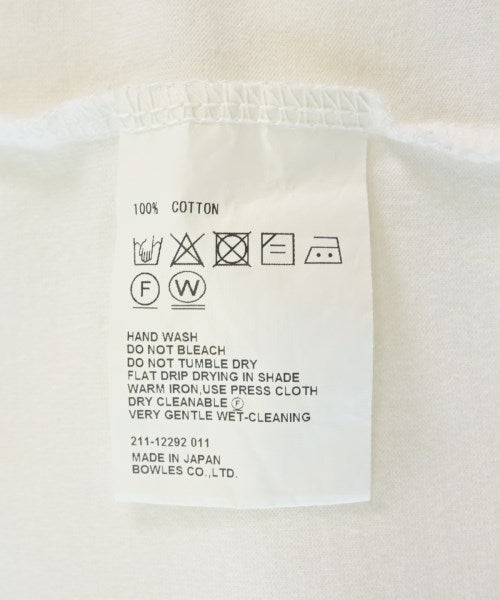 100% COTTON
F W
HAND WASH
DO NOT BLEACH
DO NOT TUMBLE DRY
FLAT DRIP DRYING IN SHADE
WARM IRON,USE PRESS CLOTH
DRY CLEANABLE Ⓕ
VERY GENTLE WET-CLEANING
211-12292 011
MADE IN JAPAN
BOWLES CO.,LTD.